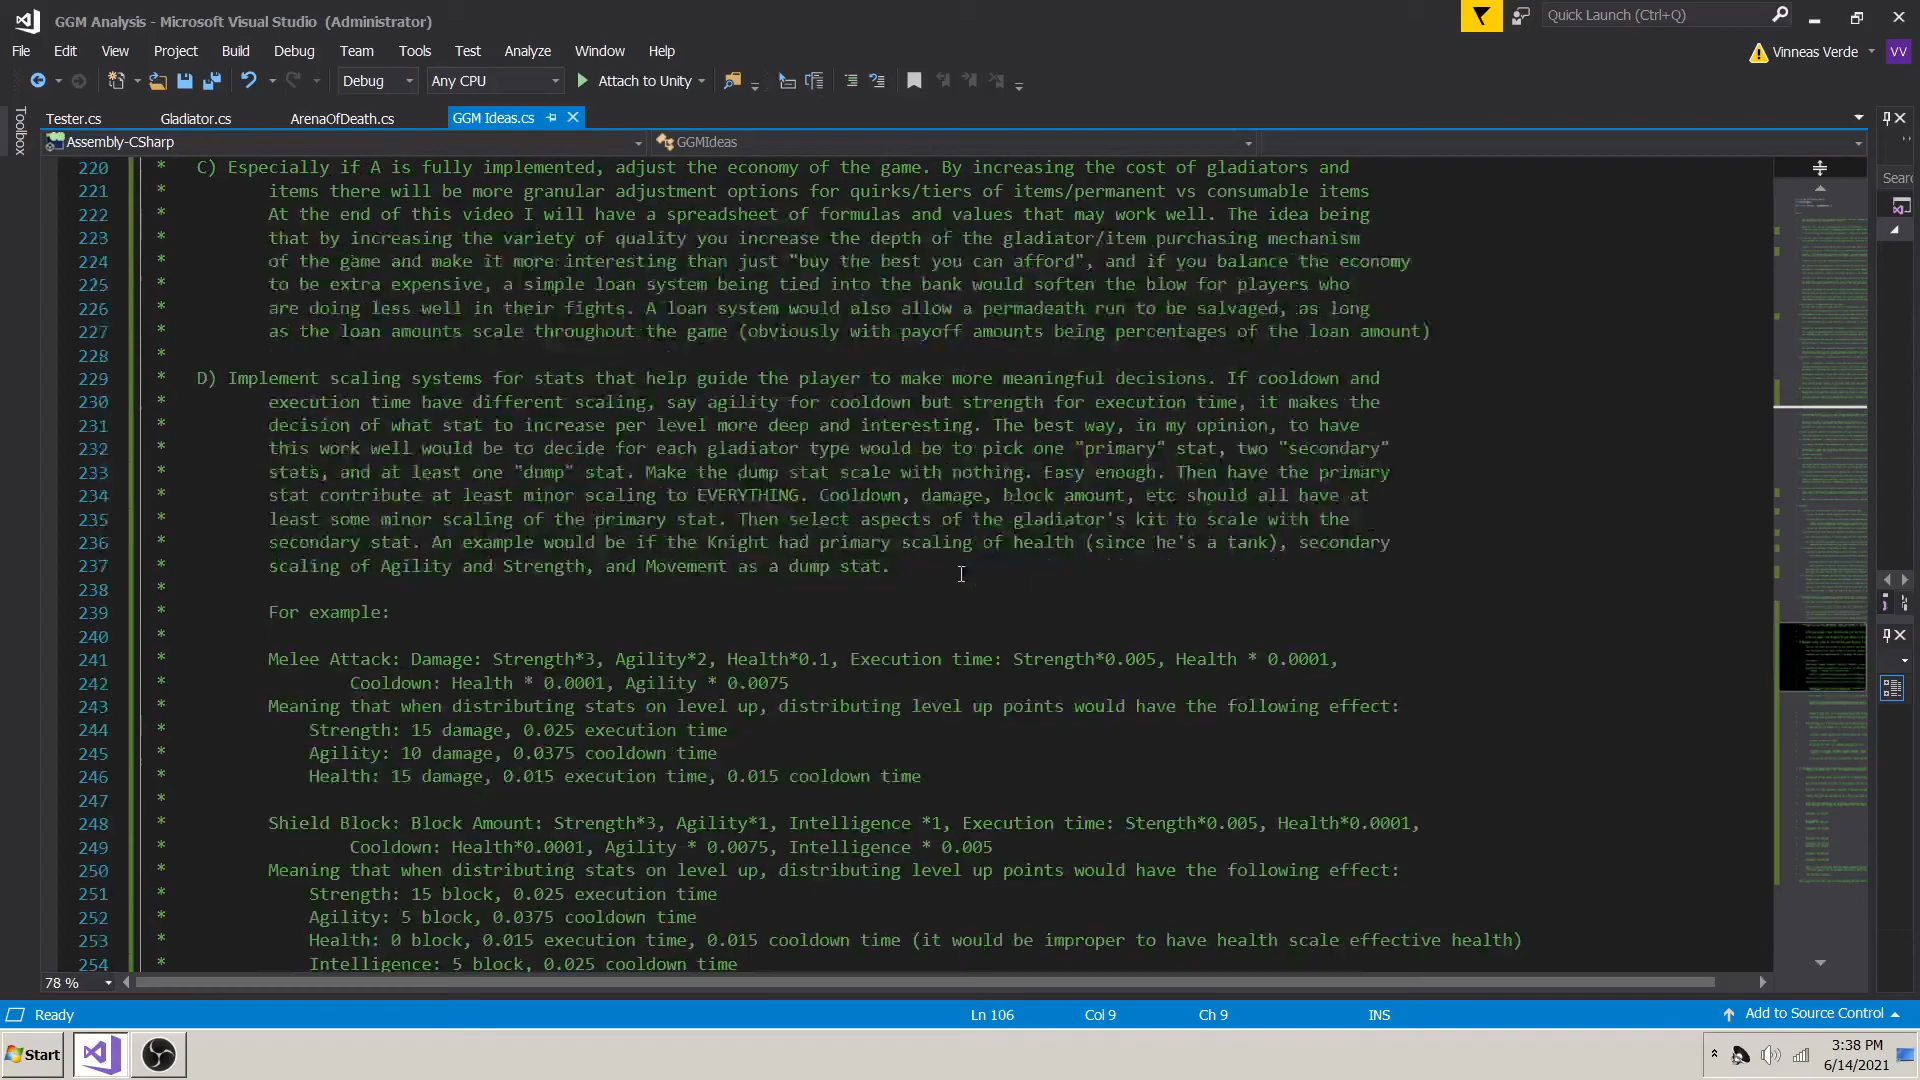 GGM Analysis - Microsoft Visual Studio (Administrator)
Quick Launch (Ctrl+Q)
File Edit View Project Build Debug Team Tools Test Analyze Window Help
Vinneas Verde VV
Debug Any CPU Attach to Unity
Toolbox
Tester.cs Gladiator.cs ArenaOfDeath.cs GGM Ideas.cs
Assembly-CSharp GGMIdeas
Sear
220 * C) Especially if A is fully implemented, adjust the economy of the game. By increasing the cost of gladiators and
221 * items there will be more granular adjustment options for quirks/tiers of items/permanent vs consumable items
222 * At the end of this video I will have a spreadsheet of formulas and values that may work well. The idea being
223 * that by increasing the variety of quality you increase the depth of the gladiator/item purchasing mechanism
224 * of the game and make it more interesting than just "buy the best you can afford", and if you balance the economy
225 * to be extra expensive, a simple loan system being tied into the bank would soften the blow for players who
226 * are doing less well in their fights. A loan system would also allow a permadeath run to be salvaged, as long
227 * as the loan amounts scale throughout the game (obviously with payoff amounts being percentages of the loan amount)
228 *
229 * D) Implement scaling systems for stats that help guide the player to make more meaningful decisions. If cooldown and
230 * execution time have different scaling, say agility for cooldown but strength for execution time, it makes the
231 * decision of what stat to increase per level more deep and interesting. The best way, in my opinion, to have
232 * this work well would be to decide for each gladiator type would be to pick one "primary" stat, two "secondary"
233 * stats, and at least one "dump" stat. Make the dump stat scale with nothing. Easy enough. Then have the primary
234 * stat contribute at least minor scaling to EVERYTHING. Cooldown, damage, block amount, etc should all have at
235 * least some minor scaling of the primary stat. Then select aspects of the gladiator's kit to scale with the
236 * secondary stat. An example would be if the Knight had primary scaling of health (since he's a tank), secondary
237 * scaling of Agility and Strength, and Movement as a dump stat.
238 *
239 * For example:
240 *
241 * Melee Attack: Damage: Strength*3, Agility*2, Health*0.1, Execution time: Strength*0.005, Health * 0.0001,
242 * Cooldown: Health * 0.0001, Agility * 0.0075
243 * Meaning that when distributing stats on level up, distributing level up points would have the following effect:
244 * Strength: 15 damage, 0.025 execution time
245 * Agility: 10 damage, 0.0375 cooldown time
246 * Health: 15 damage, 0.015 execution time, 0.015 cooldown time
247 *
248 * Shield Block: Block Amount: Strength*3, Agility*1, Intelligence *1, Execution time: Stength*0.005, Health*0.0001,
249 * Cooldown: Health*0.0001, Agility * 0.0075, Intelligence * 0.005
250 * Meaning that when distributing stats on level up, distributing level up points would have the following effect:
251 * Strength: 15 block, 0.025 execution time
252 * Agility: 5 block, 0.0375 cooldown time
253 * Health: 0 block, 0.015 execution time, 0.015 cooldown time (it would be improper to have health scale effective health)
254 * Intelligence: 5 block, 0.025 cooldown time
78 %
Ready Ln 106 Col 9 Ch 9 INS Add to Source Control
Start 3:38 PM
6/14/2021